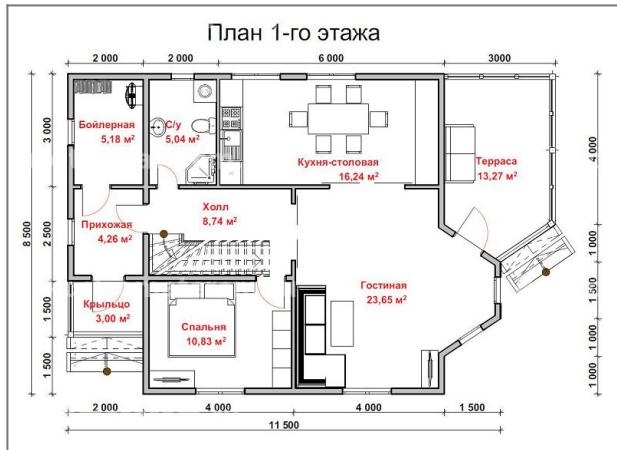 План 1-го этажа
2 000
2 000
6 000
3000
Бойлерная
5,18 м²
С/у
5,04 м²
Кухня-столовая
16,24 м²
Терраса
13,27 м²
3 000
4 000
8 500
2 500
Прихожая
4,26 м²
Холл
8,74 м²
1 000
Гостиная
23,65 м²
1 500
Крыльцо
3,00 м²
1 500
Спальня
10,83 м²
1 000
1 500
1 000
2 000
4 000
4 000
1 500
11 500